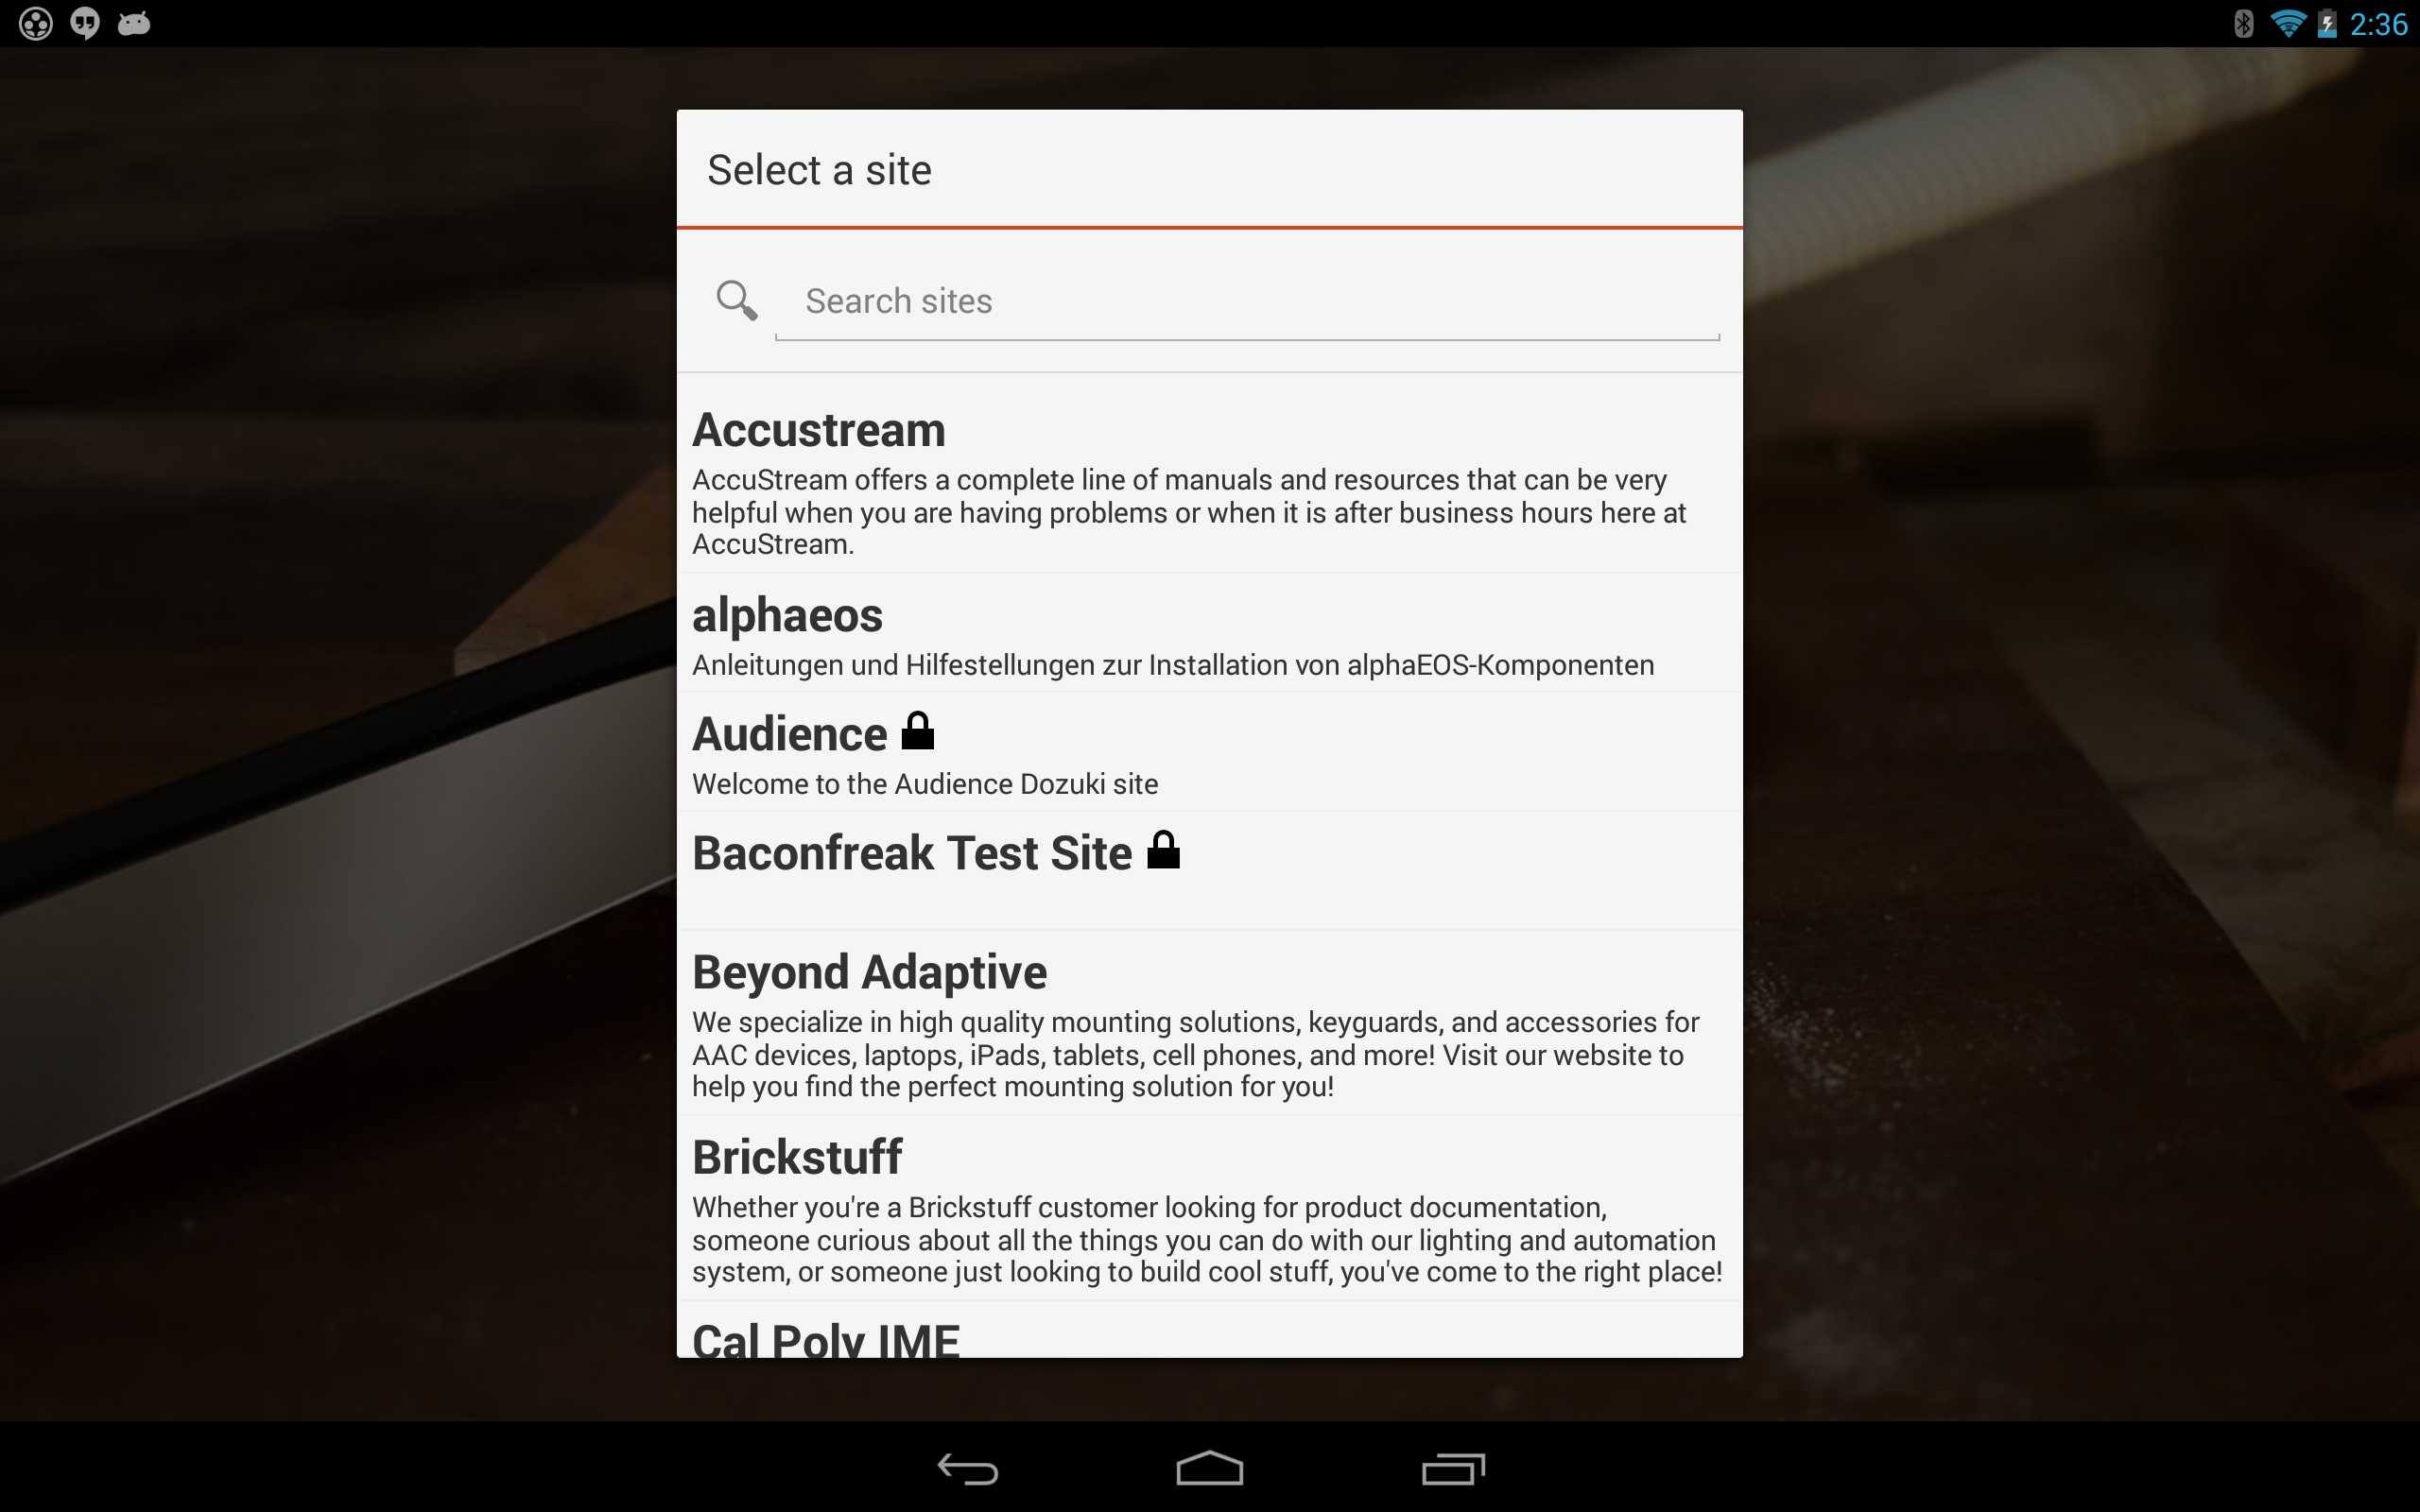 2:36
Select a site
Search sites
Accustream
AccuStream offers a complete line of manuals and resources that can be very
helpful when you are having problems or when it is after business hours here at
AccuStream.
alphaeos
Anleitungen und Hilfestellungen zur Installation von alphaEOS-Komponenten
Audience
Welcome to the Audience Dozuki site
Baconfreak Test Site
Beyond Adaptive
We specialize in high quality mounting solutions, keyguards, and accessories for
AAC devices, laptops, iPads, tablets, cell phones, and more! Visit our website to
help you find the perfect mounting solution for you!
Brickstuff
Whether you're a Brickstuff customer looking for product documentation,
someone curious about all the things you can do with our lighting and automation
system, or someone just looking to build cool stuff, you've come to the right place!
Cal Poly IME